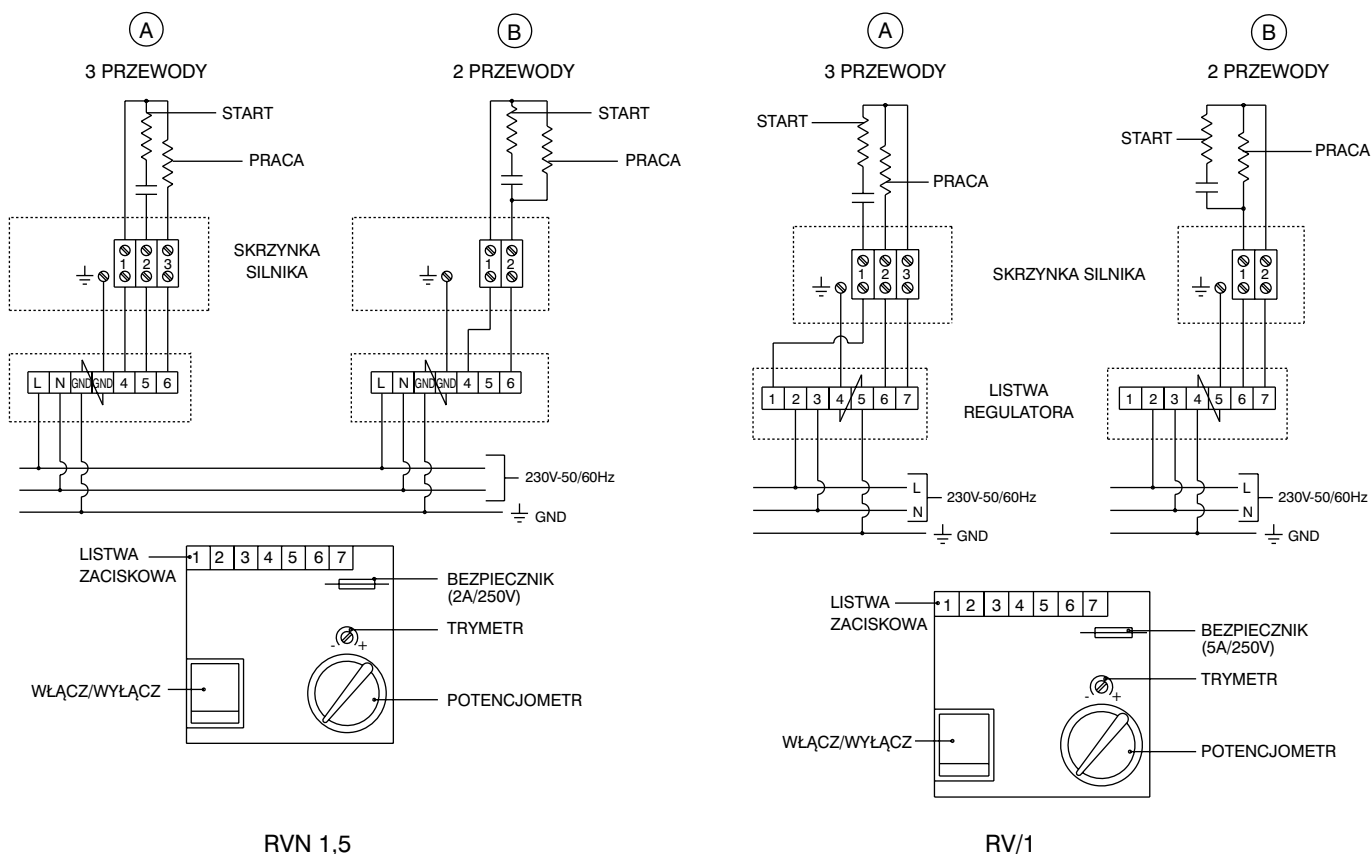 A
3 PRZEWODY
START
PRACA
SKRZYNKA
SILNIKA
1 2 3
L N GND GND 4 5 6
B
2 PRZEWODY
START
PRACA
1 2
L N GND GND 4 5 6
230V-50/60Hz
GND
LISTWA
ZACISKOWA
1 2 3 4 5 6 7
BEZPIECZNIK
(2A/250V)
TRYMETR
- +
WŁĄCZ/WYŁĄCZ
POTENCJOMETR
RVN 1,5
A
3 PRZEWODY
START
PRACA
1 2 3
SKRZYNKA SILNIKA
1 2 3 4 5 6 7
LISTWA
REGULATORA
L
N
230V-50/60Hz
GND
B
2 PRZEWODY
START
PRACA
1 2
1 2 3 4 5 6 7
L
N
230V-50/60Hz
GND
LISTWA
ZACISKOWA
1 2 3 4 5 6 7
BEZPIECZNIK
(5A/250V)
TRYMETR
- +
WŁĄCZ/WYŁĄCZ
POTENCJOMETR
RV/1